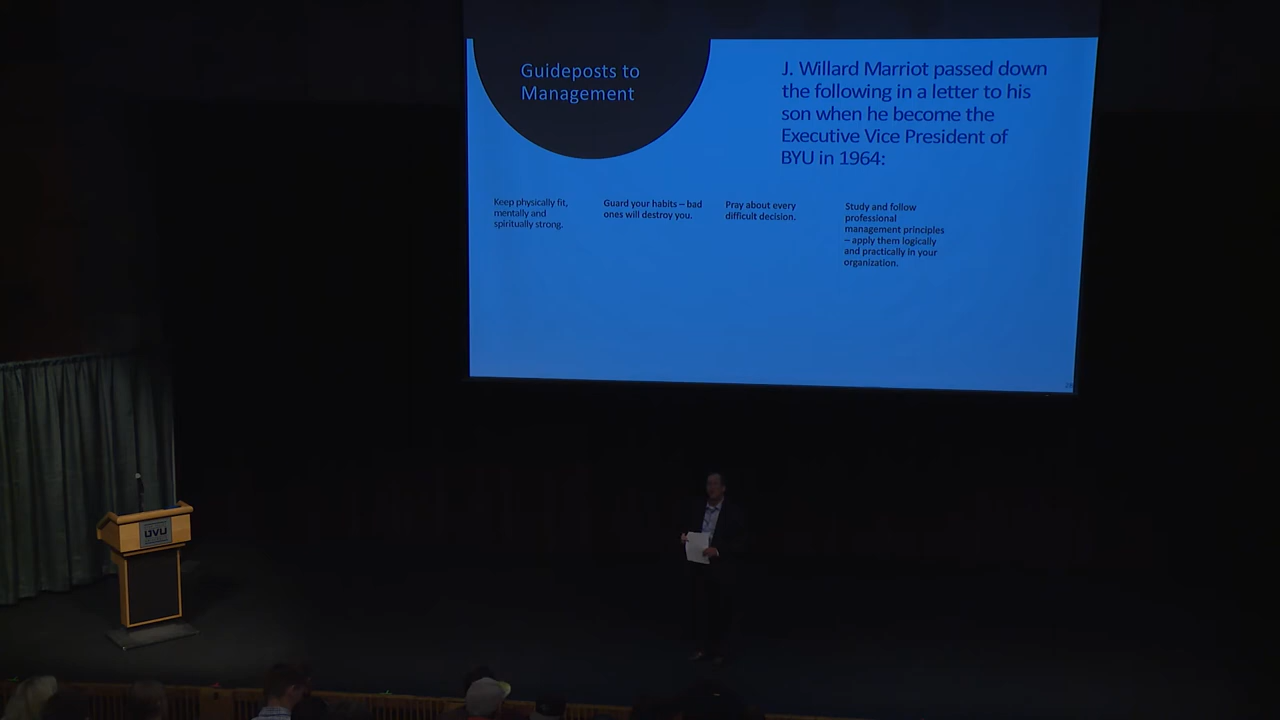 Guideposts to
Management
J. Willard Marriot passed down
the following in a letter to his
son when he become the
Executive Vice President of
BYU in 1964:
Keep physically fit,
mentally and
spiritually strong.
Guard your habits – bad
ones will destroy you.
Pray about every
difficult decision.
Study and follow
professional
management principles
– apply them logically
and practically in your
organization.
UVU